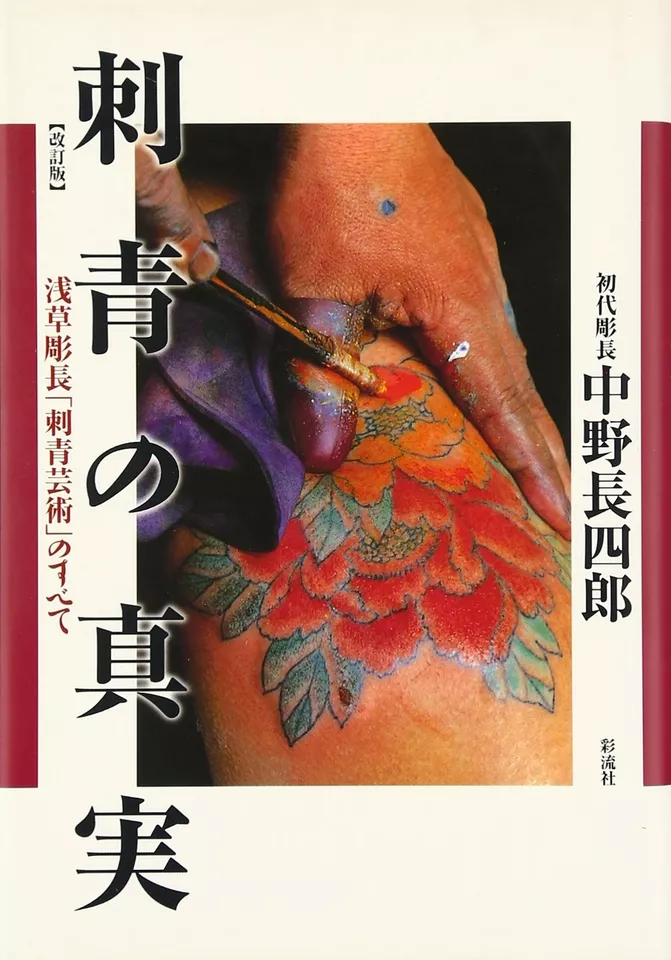 刺青の真実
【改訂版】
浅草彫長「刺青芸術」のすべて
初代彫長
中野長四郎
彩流社